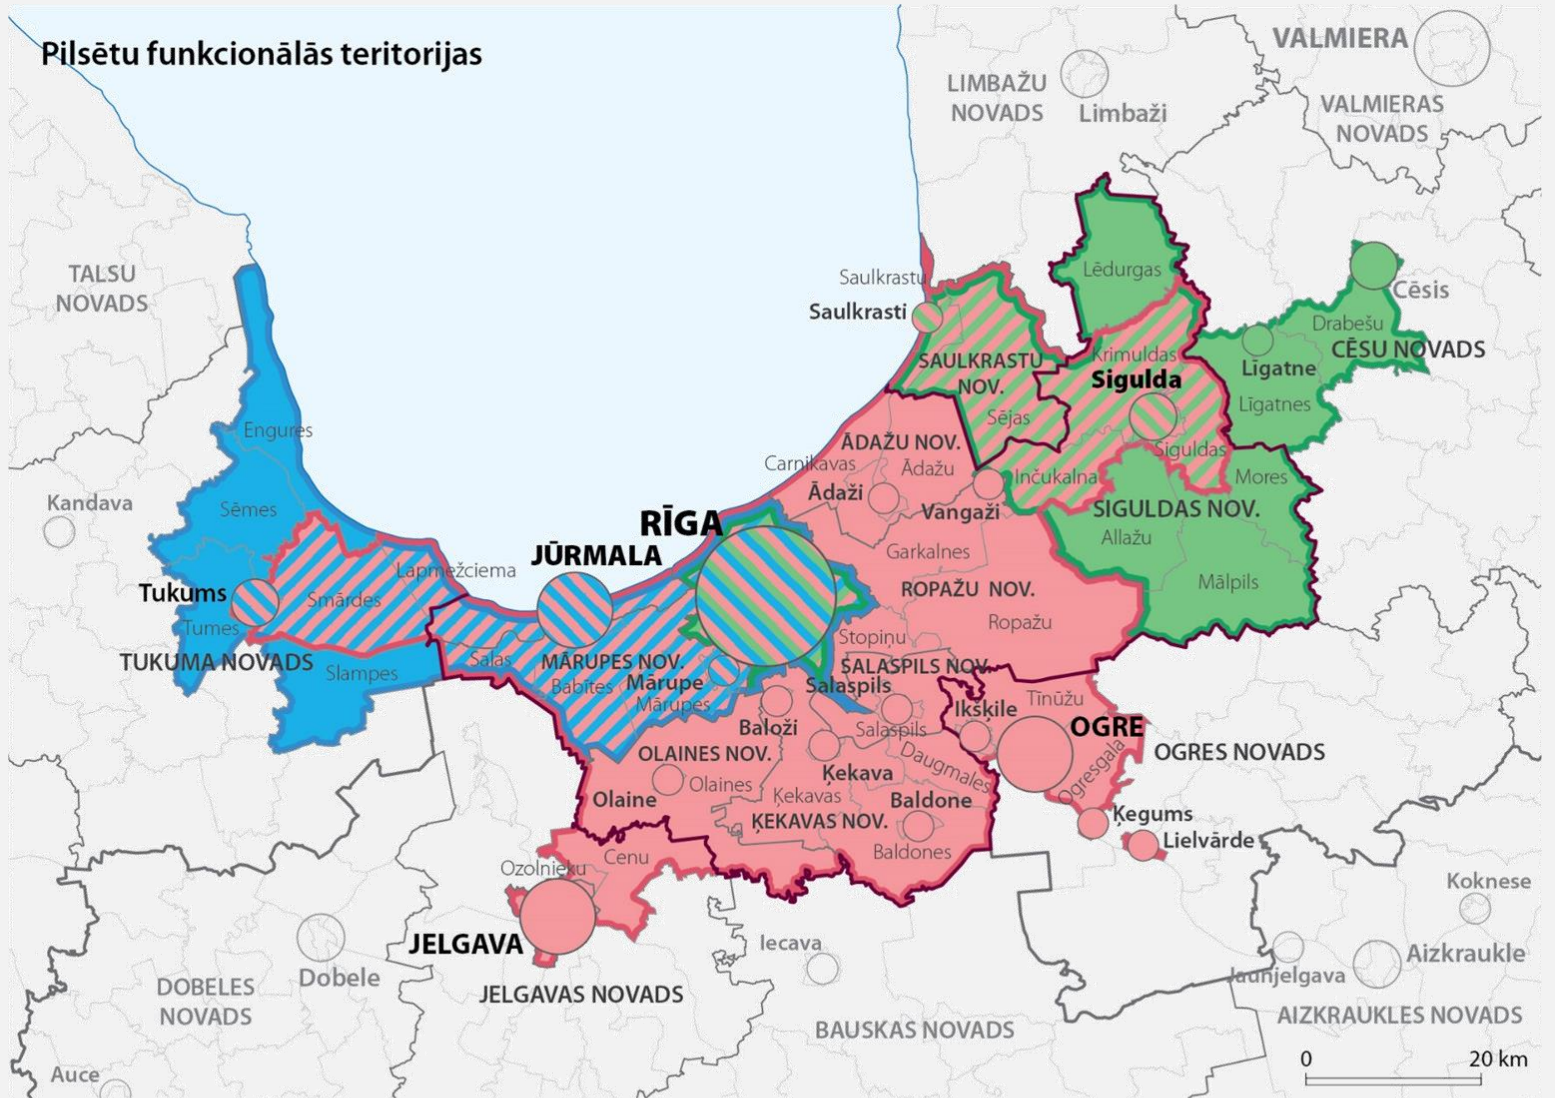 Pilsētu funkcionālās teritorijas
VALMIERA
LIMBAŽU
NOVADS
Limbaži
VALMIERAS
NOVADS
TALSU
NOVADS
Saulkrastu
Saulkrasti
Lēdurgas
Cēsis
Drabešu
CĒSU NOVADS
Krimuldas
Sigulda
Līgatne
Līgatnes
SAULKRASTU
NOV.
Sējas
Engures
Siguldas
ĀDAŽU NOV.
Carnikavas
Ādažu
Ādaži
Inčukalna
Mores
Vangaži
SIGULDAS NOV.
Allažu
Mālpils
Kandava
Sēmes
RĪGA
JŪRMALA
Garkalnes
ROPAŽU NOV.
Ropažu
Lapmežciema
Tukums
Smārdes
Tumes
TUKUMA NOVADS
Slampes
Salas
MĀRUPES NOV.
Babītes
Mārupe
Mārupes
Stopiņu
SALASPILS NOV.
Salaspils
Salaspils
Baloži
Ikšķile
Tīnūžu
OGRE
Ogresgala
OGRES NOVADS
OLAINES NOV.
Olaines
Olaine
Ķekava
Daugmales
Ķekavas
Baldone
ĶEKAVAS NOV.
Baldones
Ķegums
Lielvārde
Cenu
Ozolnieku
JELGAVA
JELGAVAS NOVADS
Iecava
Dobele
DOBELES
NOVADS
BAUSKAS NOVADS
Koknese
Aizkraukle
Jaunjelgava
AIZKRAUKLES NOVADS
Auce
0
20 km